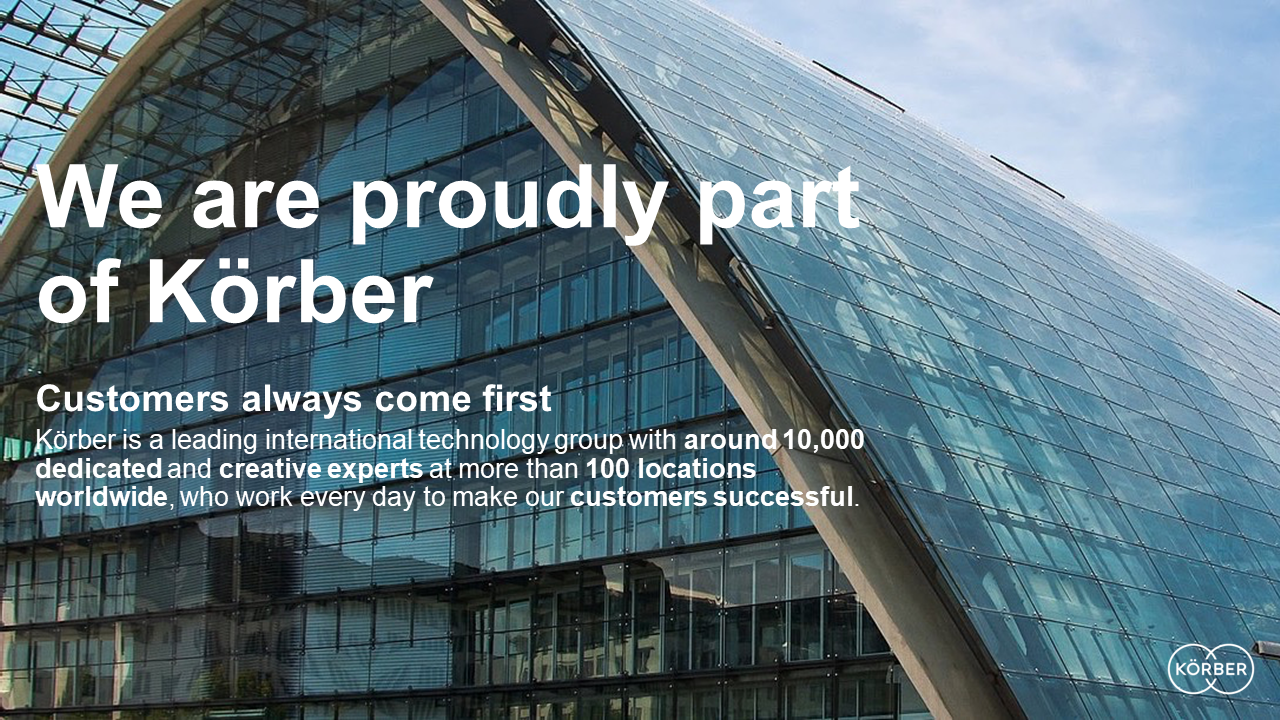 We are proudly part
of Körber
Customers always come first
Körber is a leading international technology group with around 10,000
dedicated and creative experts at more than 100 locations
worldwide, who work every day to make our customers successful.
KÖRBER